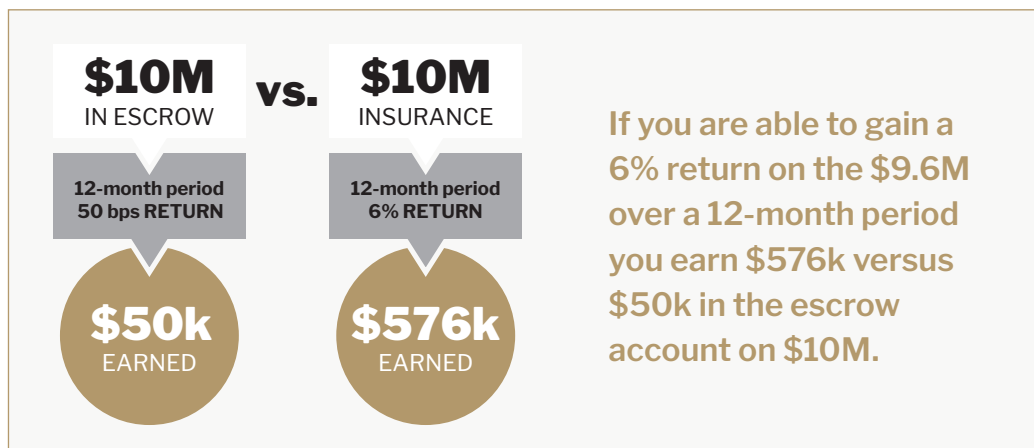 $10M
IN ESCROW
vs.
$10M
INSURANCE
12-month period
50 bps RETURN
12-month period
6% RETURN
$50k
EARNED
$576k
EARNED
If you are able to gain a
6% return on the $9.6M
over a 12-month period
you earn $576k versus
$50k in the escrow
account on $10M.